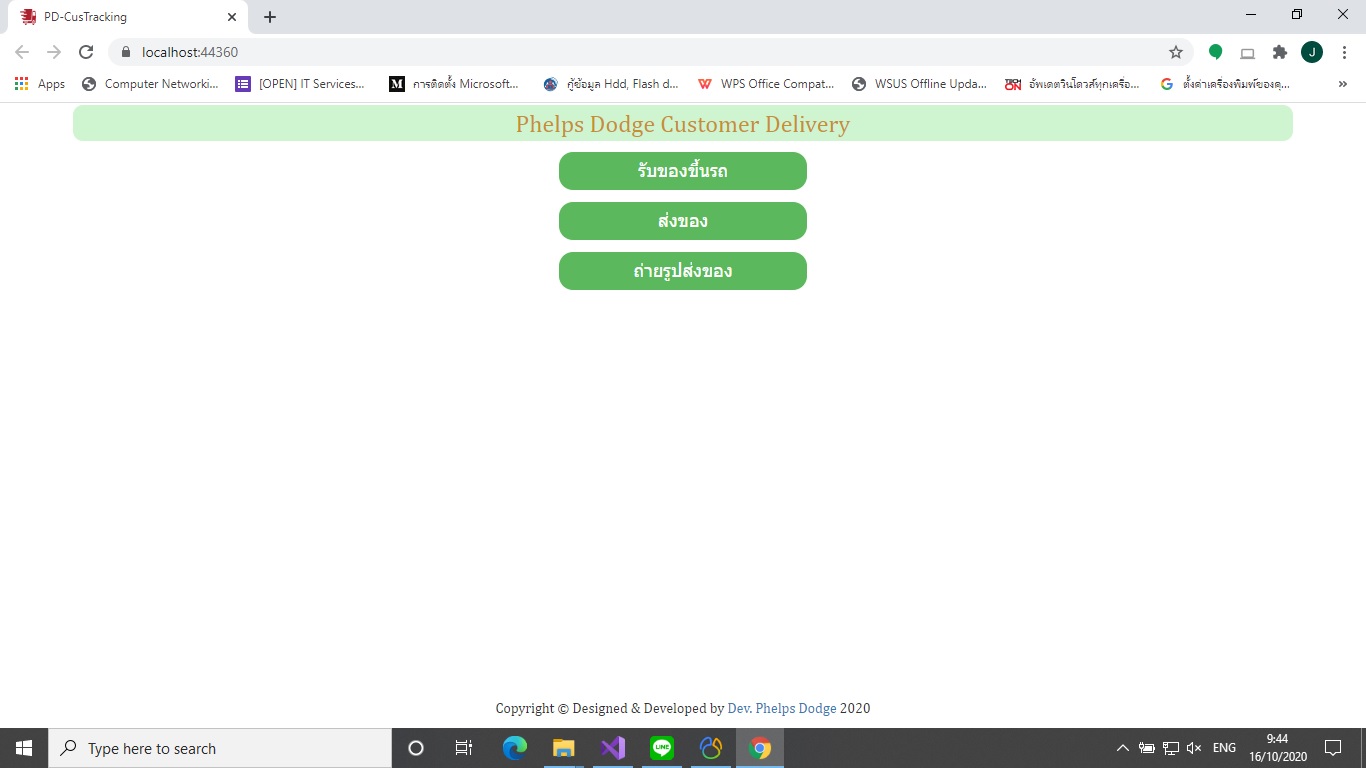 PD-CusTracking
localhost:44360
J
Apps
Computer Networki...
[OPEN] IT Services...
M
การติดตั้ง Microsoft...
กู้ข้อมูล Hdd, Flash d...
WPS Office Compat...
WSUS Offline Upda...
อัพเดตวินโดวส์ทุกเครื่อ...
ตั้งค่าเครื่องพิมพ์ของคุ...
Phelps Dodge Customer Delivery
รับของขึ้นรถ
ส่งของ
ถ่ายรูปส่งของ
Copyright © Designed & Developed by Dev. Phelps Dodge 2020
Type here to search
LINE
ENG
9:44
16/10/2020